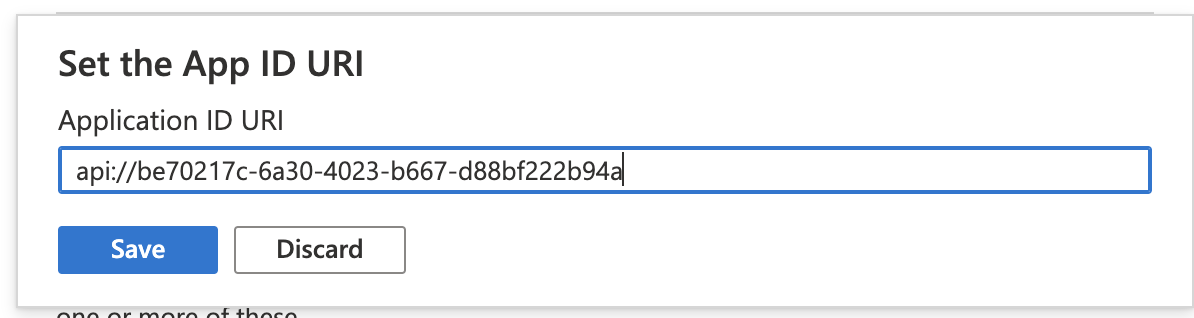 Set the App ID URI
Application ID URI
api://be70217c-6a30-4023-b667-d88bf222b94a
Save
Discard
one or more of these